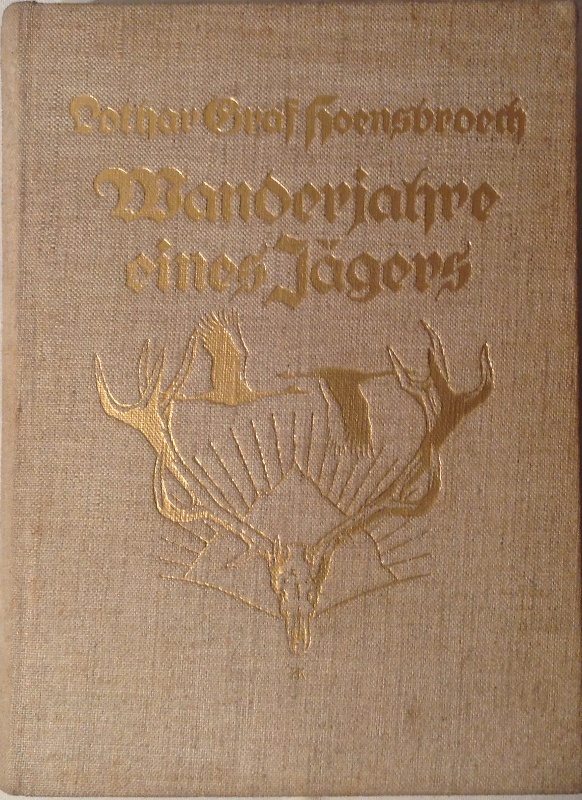 Lothar Graf Hoensbroech
Wanderjahre
eines Jägers